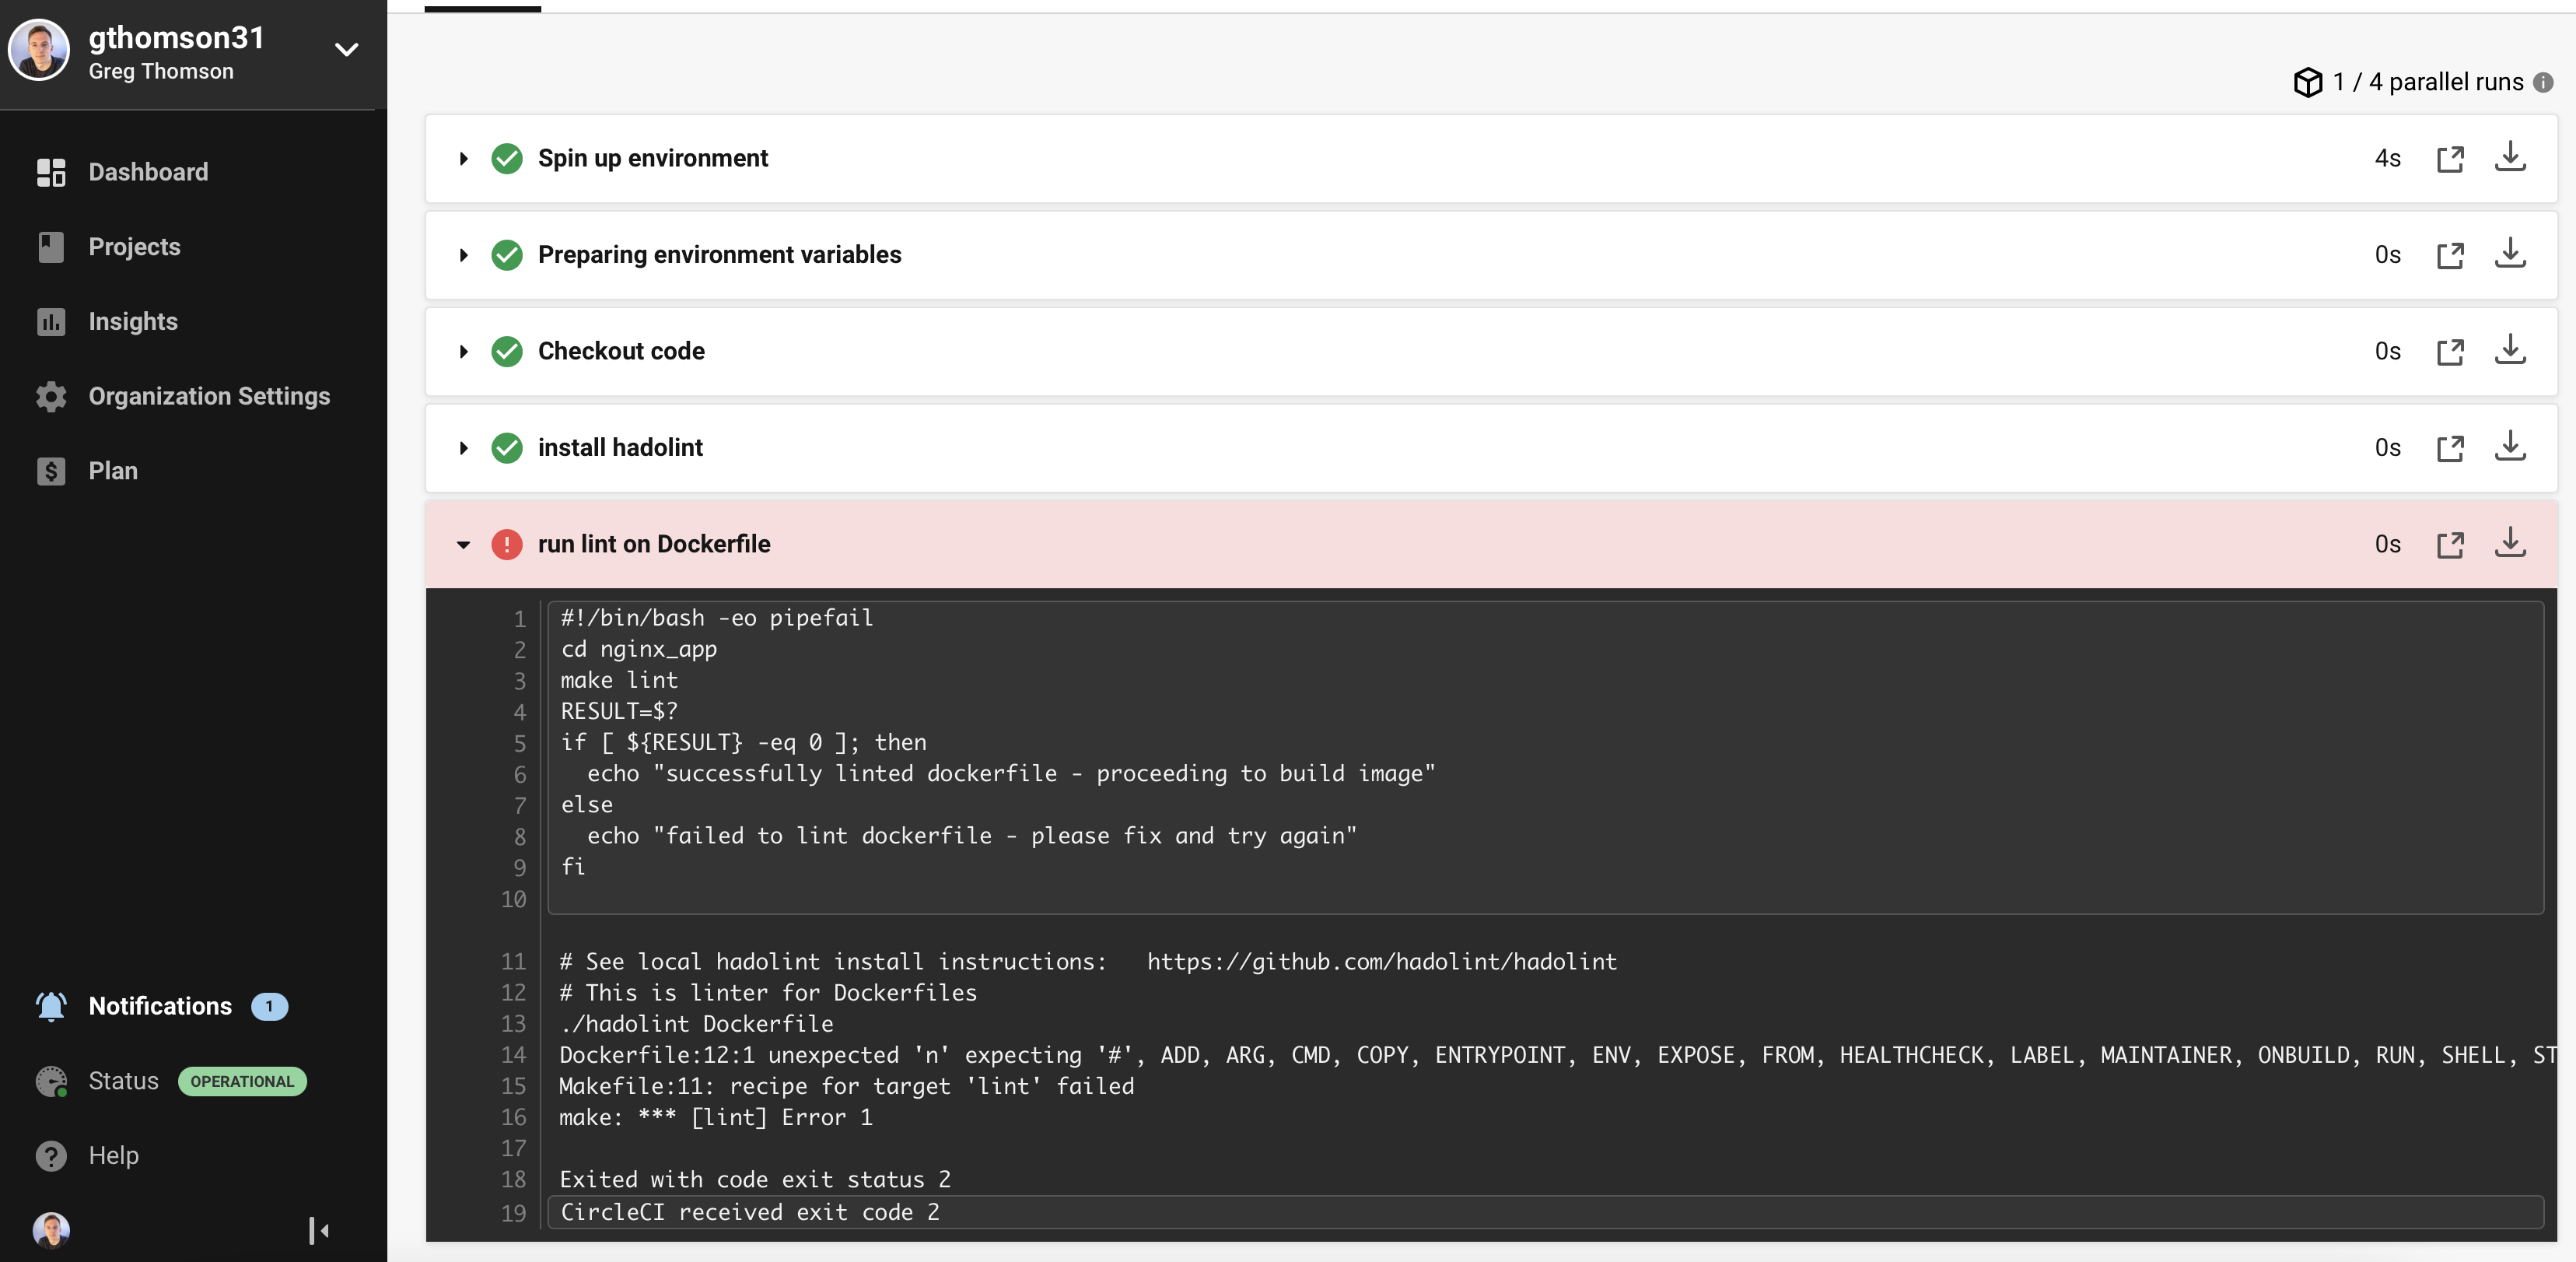 gthomson31
Greg Thomson
Dashboard
Projects
Insights
Organization Settings
$ Plan
Notifications 1
Status OPERATIONAL
? Help
1 / 4 parallel runs i
Spin up environment 4s
Preparing environment variables 0s
Checkout code 0s
install hadolint 0s
! run lint on Dockerfile 0s
1 #!/bin/bash -eo pipefail
2 cd nginx_app
3 make lint
4 RESULT=$?
5 if [ ${RESULT} -eq 0 ]; then
6 echo "successfully linted dockerfile - proceeding to build image"
7 else
8 echo "failed to lint dockerfile - please fix and try again"
9 fi
10
11 # See local hadolint install instructions:   https://github.com/hadolint/hadolint
12 # This is linter for Dockerfiles
13 ./hadolint Dockerfile
14 Dockerfile:12:1 unexpected 'n' expecting '#', ADD, ARG, CMD, COPY, ENTRYPOINT, ENV, EXPOSE, FROM, HEALTHCHECK, LABEL, MAINTAINER, ONBUILD, RUN, SHELL, ST
15 Makefile:11: recipe for target 'lint' failed
16 make: *** [lint] Error 1
17
18 Exited with code exit status 2
19 CircleCI received exit code 2